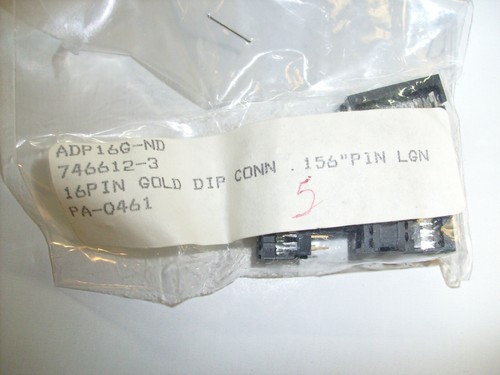 ADP16G-ND
746612-3
16PIN GOLD DIP CONN .156"PIN LGN
PA-0461
5